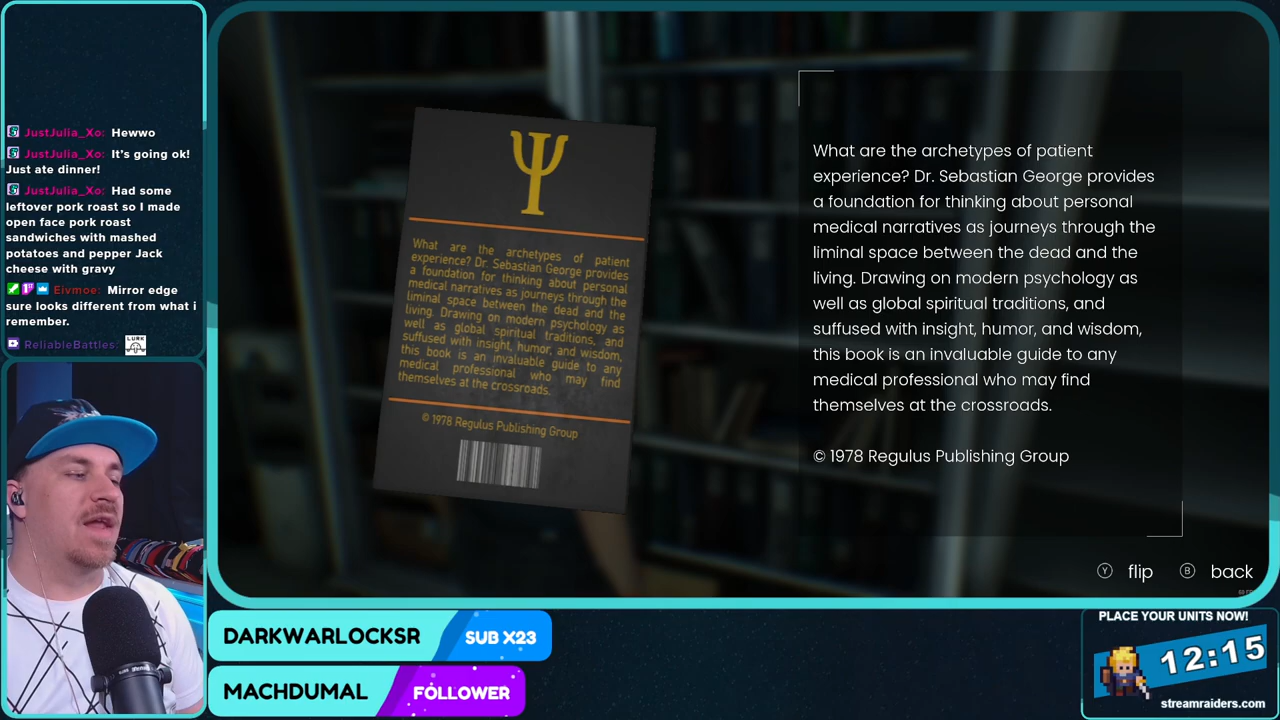 JustJulia_Xo: Hewwo
JustJulia_Xo: It's going ok!
Just ate dinner!
JustJulia_Xo: Had some
leftover pork roast so I made
open face pork roast
sandwiches with mashed
potatoes and pepper Jack
cheese with gravy
Eivmoe: Mirror edge
sure looks different from what i
remember.
ReliableBattles: LURK
Ψ
What are the archetypes of patient
experience? Dr. Sebastian George provides
a foundation for thinking about personal
medical narratives as journeys through the
liminal space between the dead and the
living. Drawing on modern psychology as
well as global spiritual traditions, and
suffused with insight, humor, and wisdom,
this book is an invaluable guide to any
medical professional who may find
themselves at the crossroads.
© 1978 Regulus Publishing Group
What are the archetypes of patient
experience? Dr. Sebastian George provides
a foundation for thinking about personal
medical narratives as journeys through the
liminal space between the dead and the
living. Drawing on modern psychology as
well as global spiritual traditions, and
suffused with insight, humor, and wisdom,
this book is an invaluable guide to any
medical professional who may find
themselves at the crossroads.
© 1978 Regulus Publishing Group
Y flip B back
DARKWARLOCKSR SUB X23
MACHDUMAL FOLLOWER
PLACE YOUR UNITS NOW!
12:15
streamraiders.com